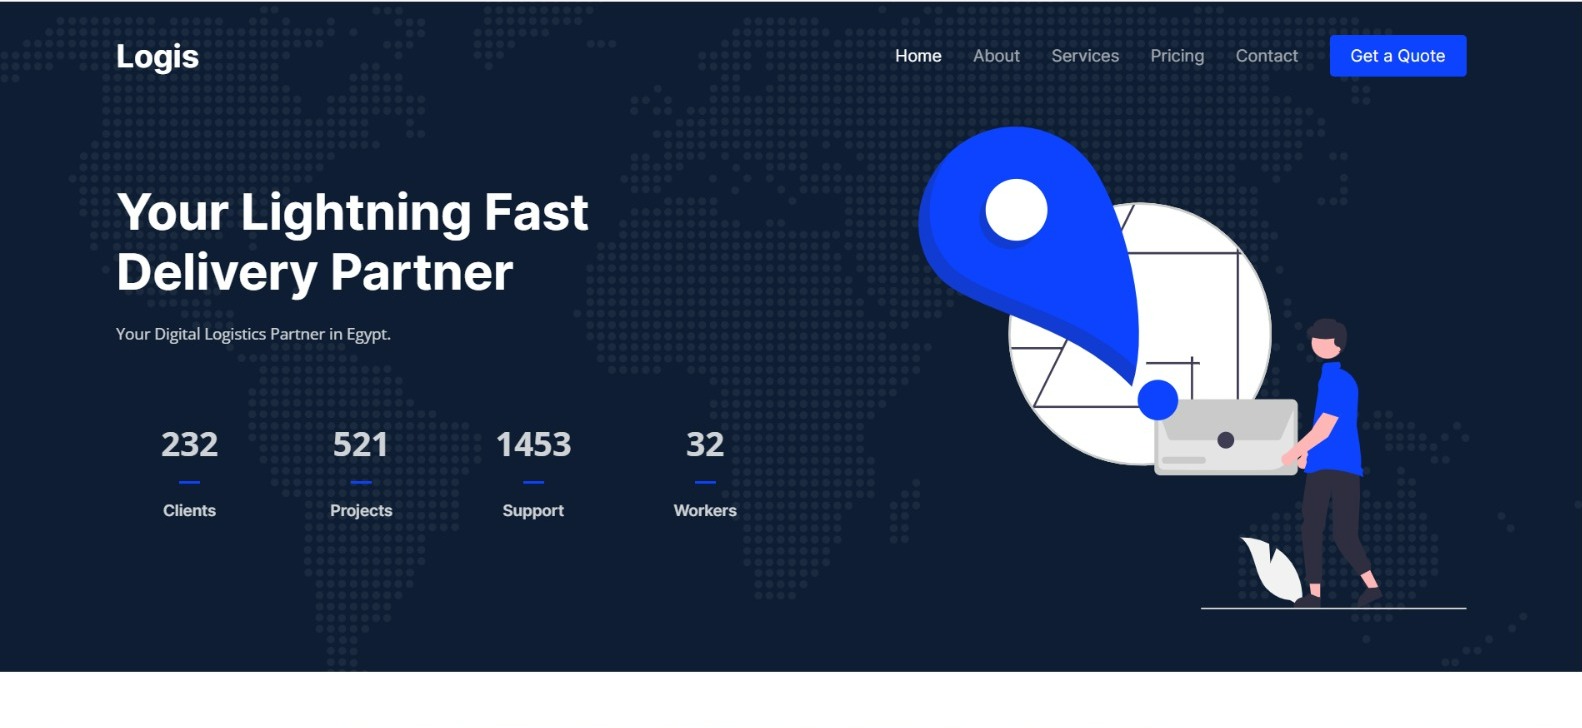 Logis
Home About Services Pricing Contact Get a Quote
Your Lightning Fast
Delivery Partner
Your Digital Logistics Partner in Egypt.
232 521 1453 32
Clients Projects Support Workers